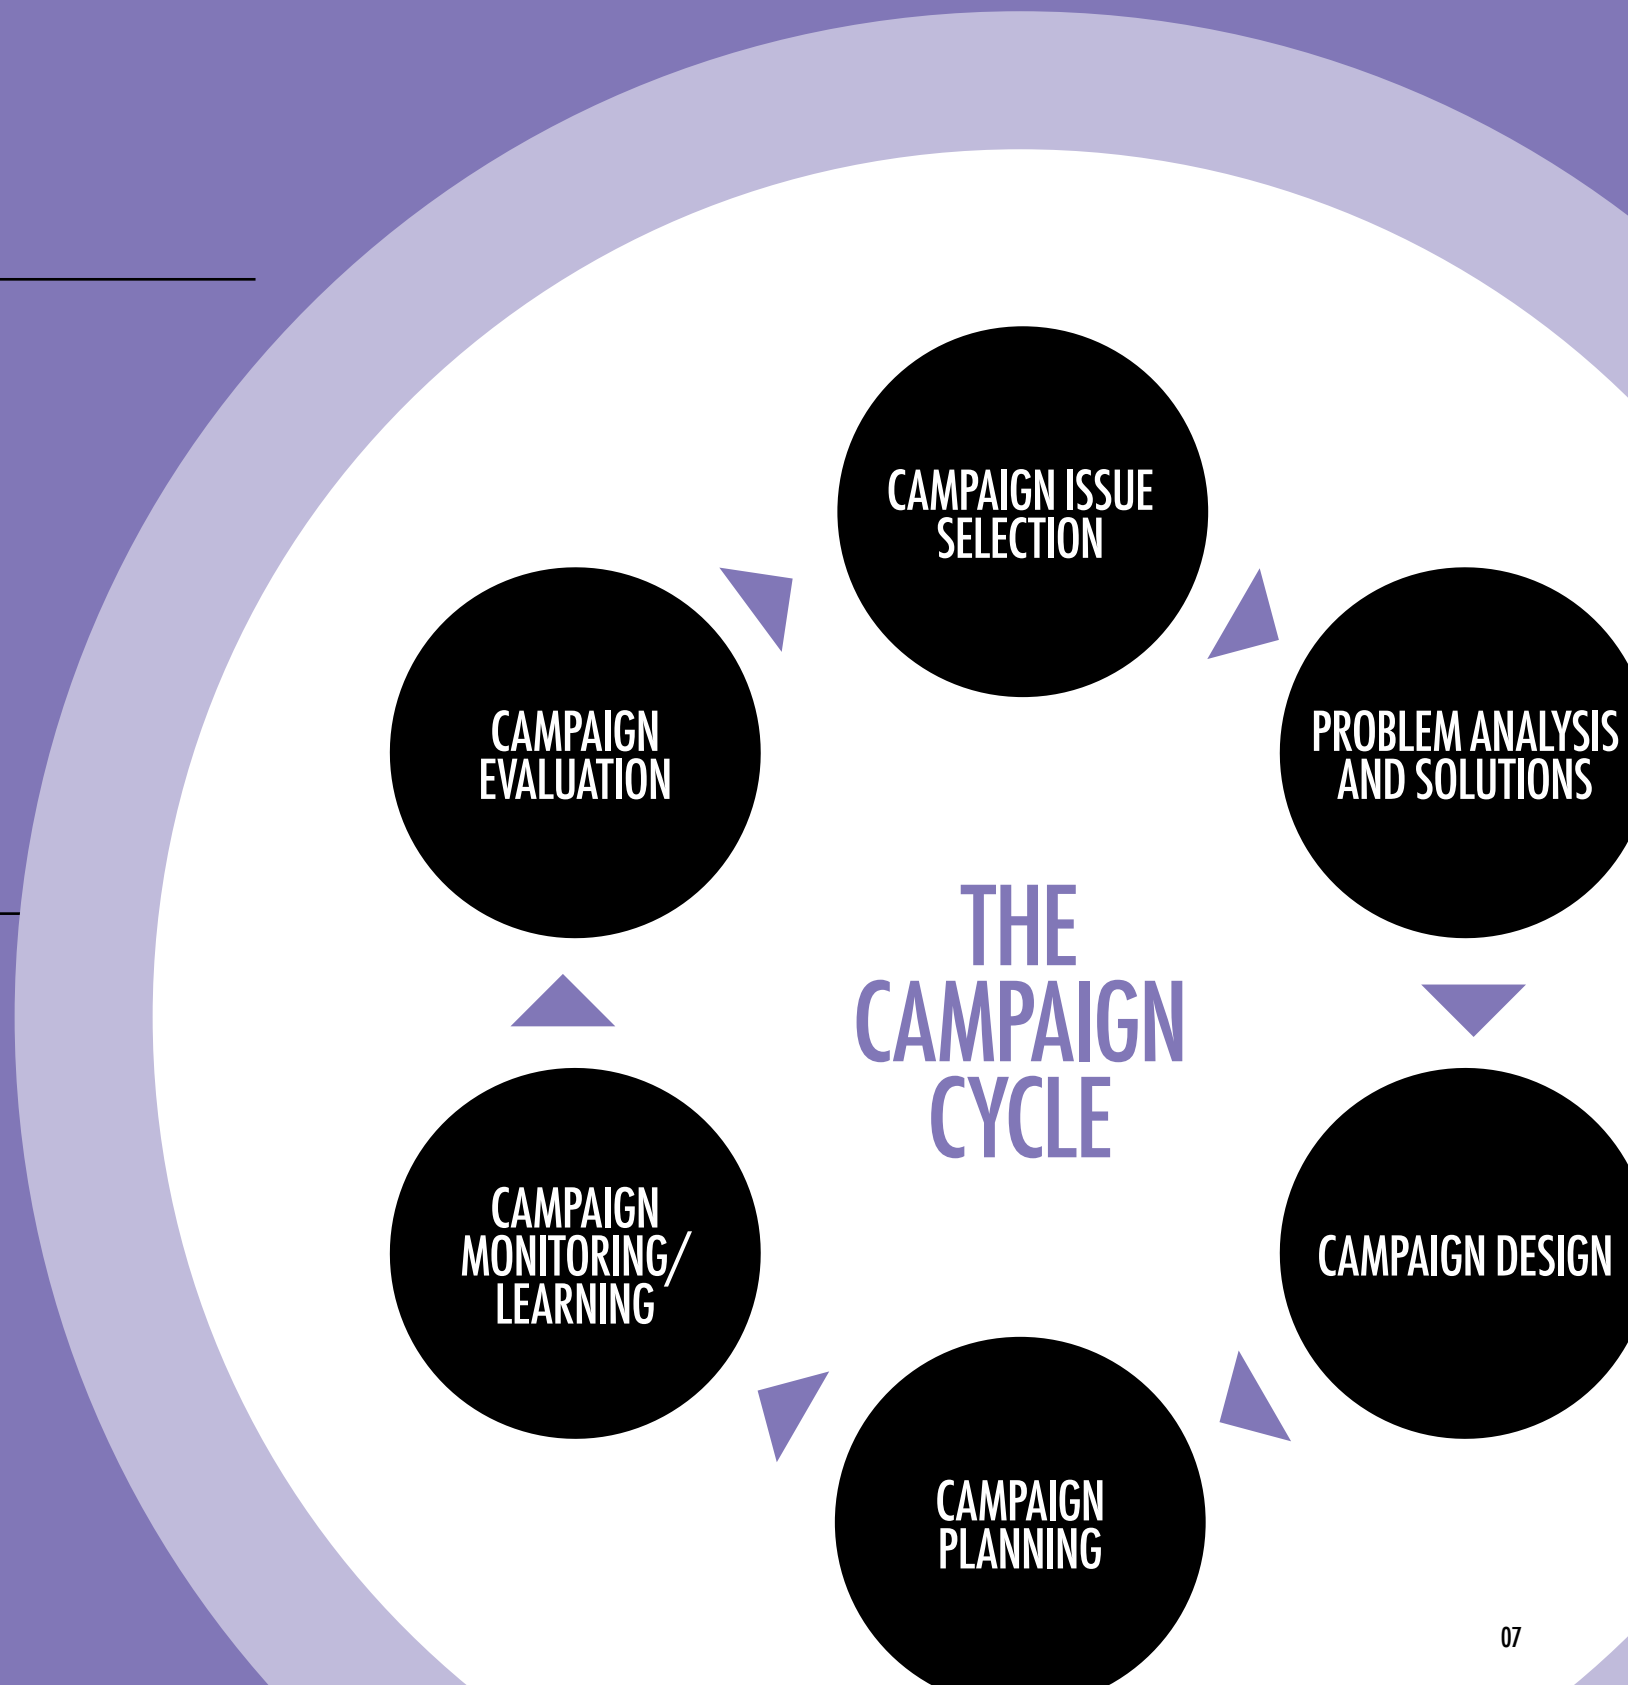 CAMPAIGN ISSUE
SELECTION
PROBLEM ANALYSIS
AND SOLUTIONS
CAMPAIGN DESIGN
CAMPAIGN
PLANNING
CAMPAIGN
MONITORING/
LEARNING
CAMPAIGN
EVALUATION
THE
CAMPAIGN
CYCLE
07